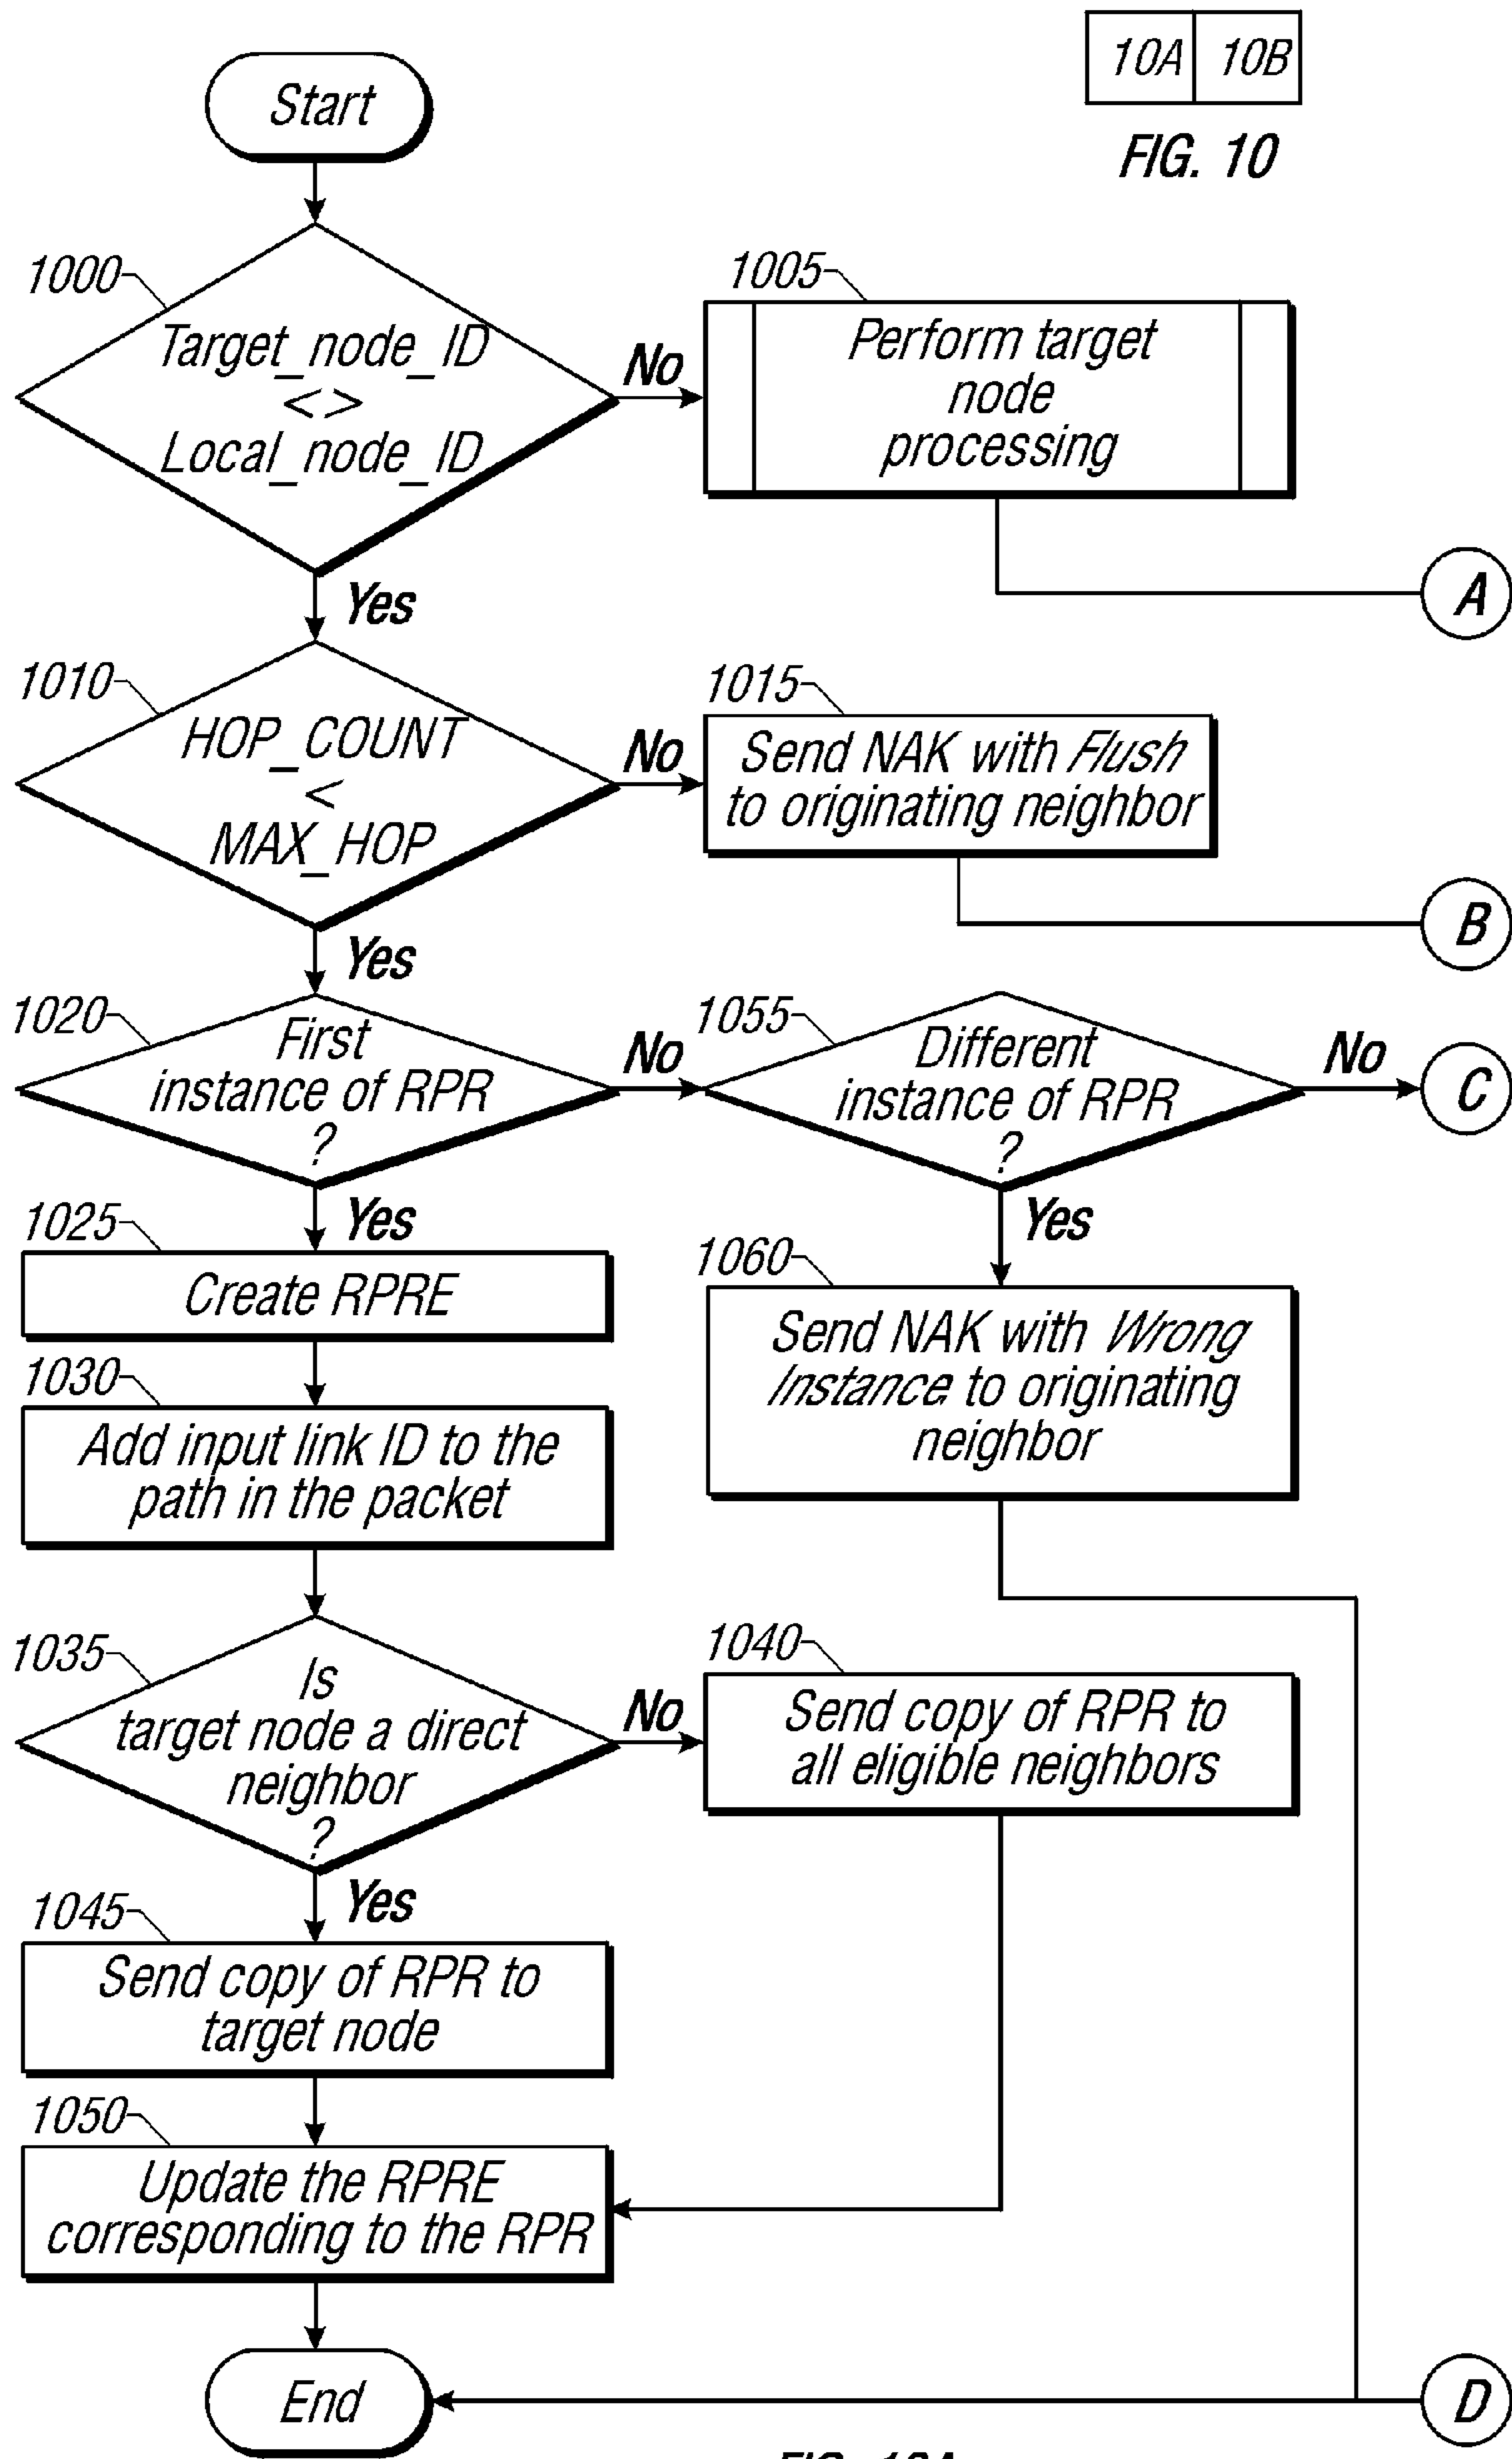 10A 10B
FIG. 10
Start
1000
Target_node_ID
<>
Local_node_ID
No
1005
Perform target
node
processing
A
Yes
1010
HOP_COUNT
<
MAX_HOP
No
1015
Send NAK with Flush
to originating neighbor
B
Yes
1020
First
instance of RPR
?
No
1055
Different
instance of RPR
?
No
C
Yes
1025
Create RPRE
Yes
1060
Send NAK with Wrong
Instance to originating
neighbor
1030
Add input link ID to the
path in the packet
1035
Is
target node a direct
neighbor
?
No
1040
Send copy of RPR to
all eligible neighbors
Yes
1045
Send copy of RPR to
target node
1050
Update the RPRE
corresponding to the RPR
End
D
FIG. 10A